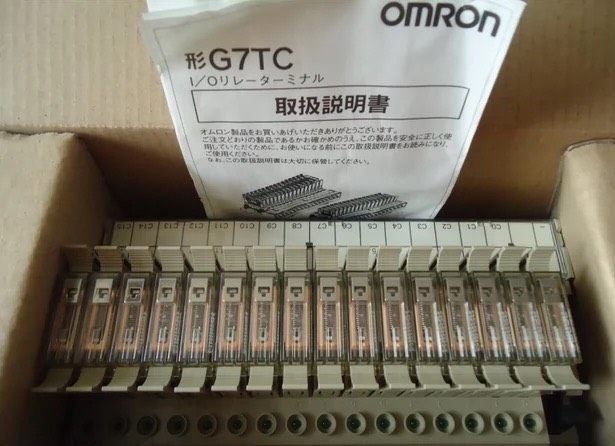 OMRON
形G7TC
I/Oリレーターミナル
取扱説明書
オムロン製品をお買いあげいただきありがとうございます。
ご注文どおりの製品であるかお確かめのうえ、この製品を安全に正しく使
用していただくために、お使いになる前にこの取扱説明書をお読みになり、
ご使用ください。
なお、この取扱説明書は大切に保管してください。
C15 C14 C13 C12 C11 C10 C9 C8 C7 C6 C5 C4 C3 C2 C1 C0 -